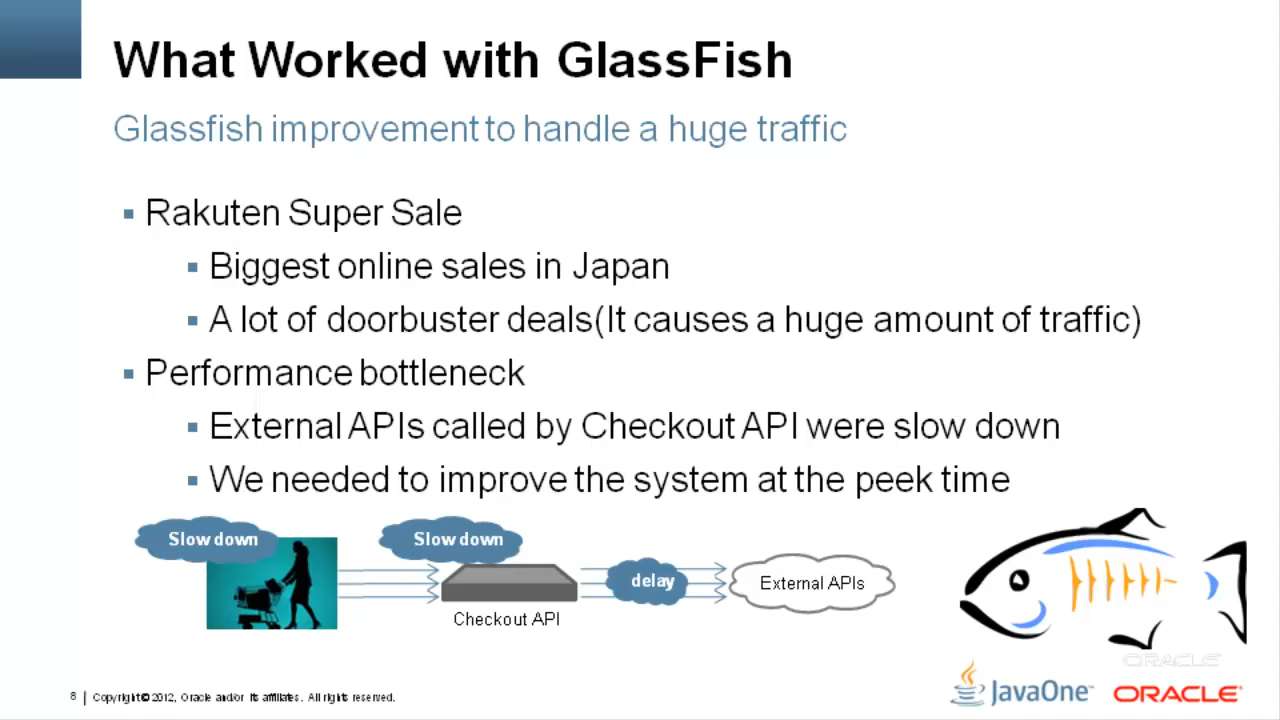 What Worked with GlassFish
Glassfish improvement to handle a huge traffic
Rakuten Super Sale
Biggest online sales in Japan
A lot of doorbuster deals(It causes a huge amount of traffic)
Performance bottleneck
External APIs called by Checkout API were slow down
We needed to improve the system at the peek time
Slow down
Slow down
delay
External APIs
Checkout API
ORACLE
8 | Copyright © 2012, Oracle and/or its affiliates. All rights reserved.
JavaOne™ ORACLE®